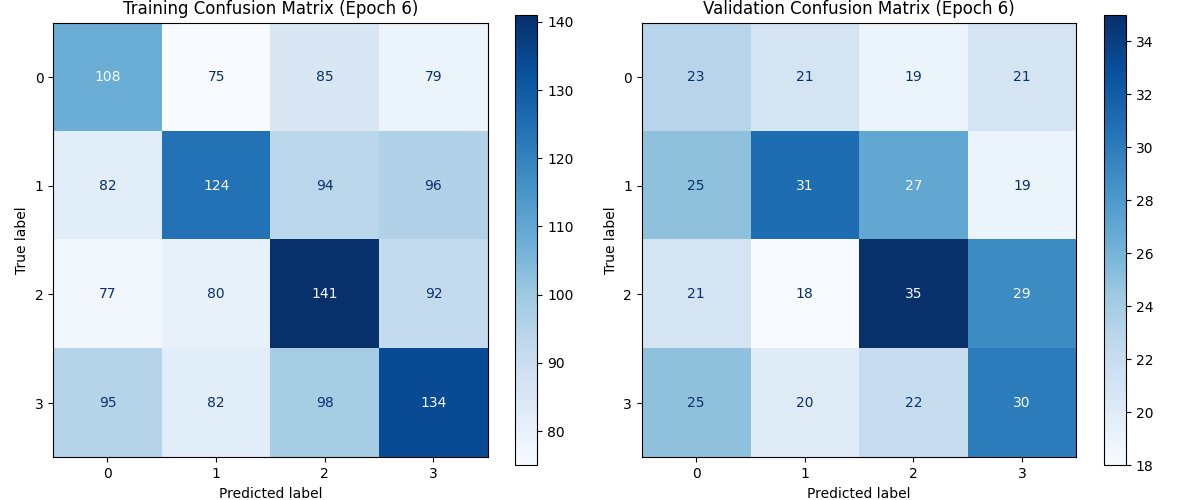 Training Confusion Matrix (Epoch 6)
True label
0 108 75 85 79
1 82 124 94 96
2 77 80 141 92
3 95 82 98 134
0 1 2 3
Predicted label
140
130
120
110
100
90
80
Validation Confusion Matrix (Epoch 6)
True label
0 23 21 19 21
1 25 31 27 19
2 21 18 35 29
3 25 20 22 30
0 1 2 3
Predicted label
34
32
30
28
26
24
22
20
18